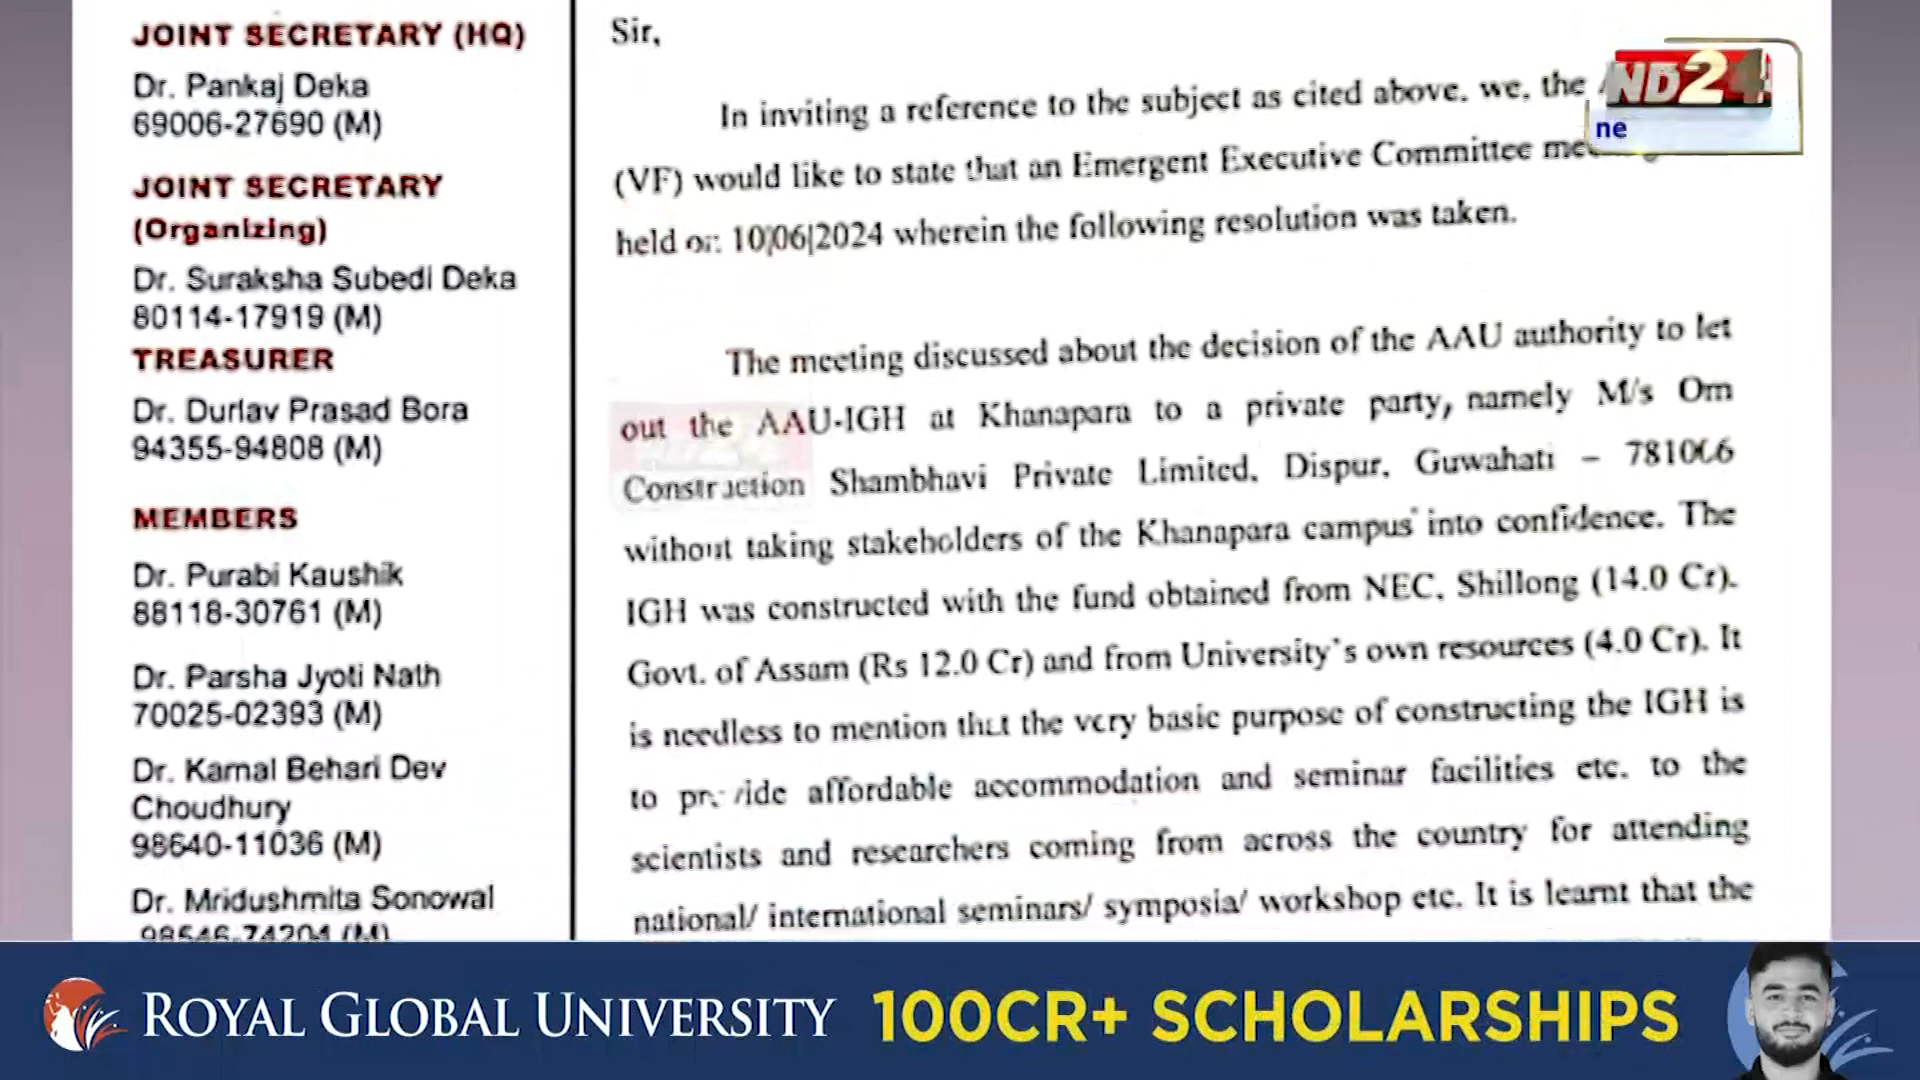 JOINT SECRETARY (HQ)
Dr. Pankaj Deka
69006-27690 (M)
JOINT SECRETARY
(Organizing)
Dr. Suraksha Subedi Deka
80114-17919 (M)
TREASURER
Dr. Durlav Prasad Bora
94355-94808 (M)
MEMBERS
Dr. Purabi Kaushik
88118-30761 (M)
Dr. Parsha Jyoti Nath
70025-02393 (M)
Dr. Kamal Behari Dev
Choudhury
98640-11036 (M)
Dr. Mridushmita Sonowal
98546-74204 (M)
Sir,
In inviting a reference to the subject as cited above, we, the
(VF) would like to state that an Emergent Executive Committee
held on 10/06/2024 wherein the following resolution was taken.
The meeting discussed about the decision of the AAU authority to let
out the AAU-IGH at Khanapara to a private party, namely M/s Om
Construction Shambhavi Private Limited, Dispur, Guwahati – 781006
without taking stakeholders of the Khanapara campus into confidence. The
IGH was constructed with the fund obtained from NEC, Shillong (14.0 Cr).
Govt. of Assam (Rs 12.0 Cr) and from University's own resources (4.0 Cr). It
is needless to mention that the very basic purpose of constructing the IGH is
to provide affordable accommodation and seminar facilities etc. to the
scientists and researchers coming from across the country for attending
national/ international seminars/ symposia/ workshop etc. It is learnt that the
ND24
ne
ROYAL GLOBAL UNIVERSITY
100CR+ SCHOLARSHIPS